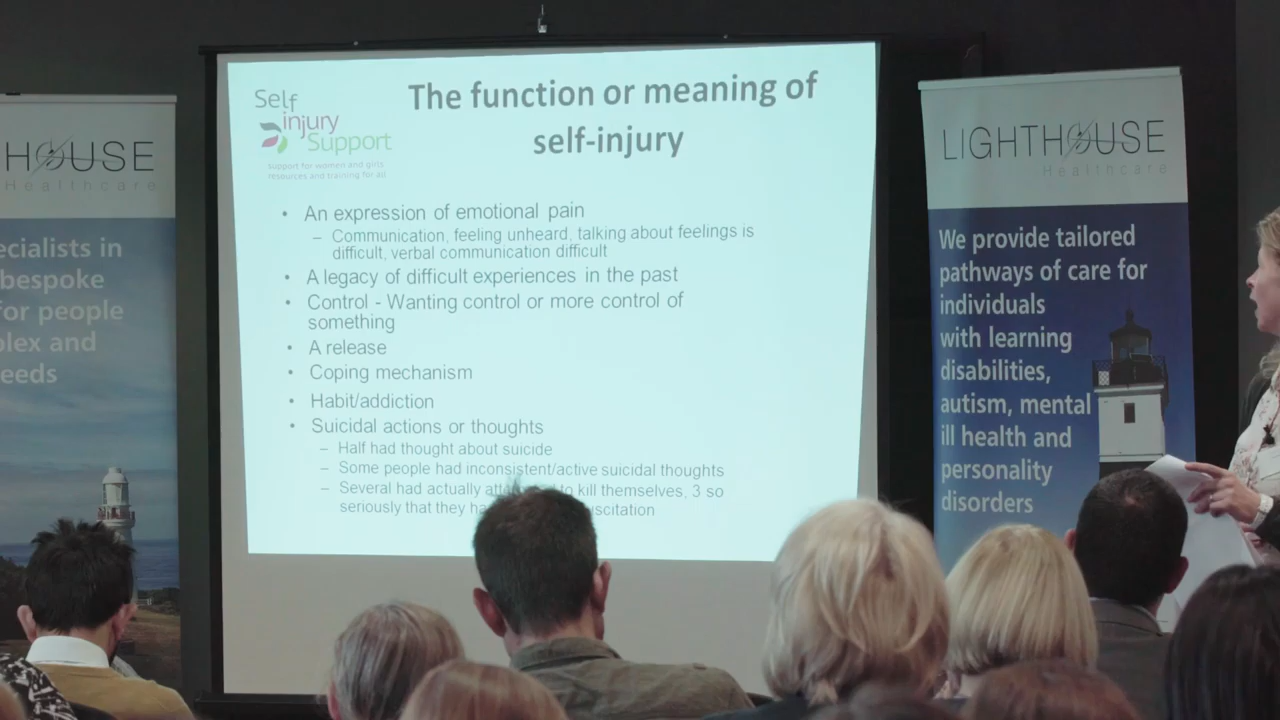 HOUSE
Healthcare
ecialists in
bespoke
for people
plex and
eeds
Self
injury
Support
support for women and girls
resources and training for all
The function or meaning of
self-injury
• An expression of emotional pain
– Communication, feeling unheard, talking about feelings is
difficult, verbal communication difficult
• A legacy of difficult experiences in the past
• Control - Wanting control or more control of
something
• A release
• Coping mechanism
• Habit/addiction
• Suicidal actions or thoughts
– Half had thought about suicide
– Some people had inconsistent/active suicidal thoughts
– Several had actually to kill themselves, 3 so
seriously that they
LIGHTHOUSE
Healthcare
We provide tailored
pathways of care for
individuals
with learning
disabilities,
autism, mental
ill health and
personality
disorders